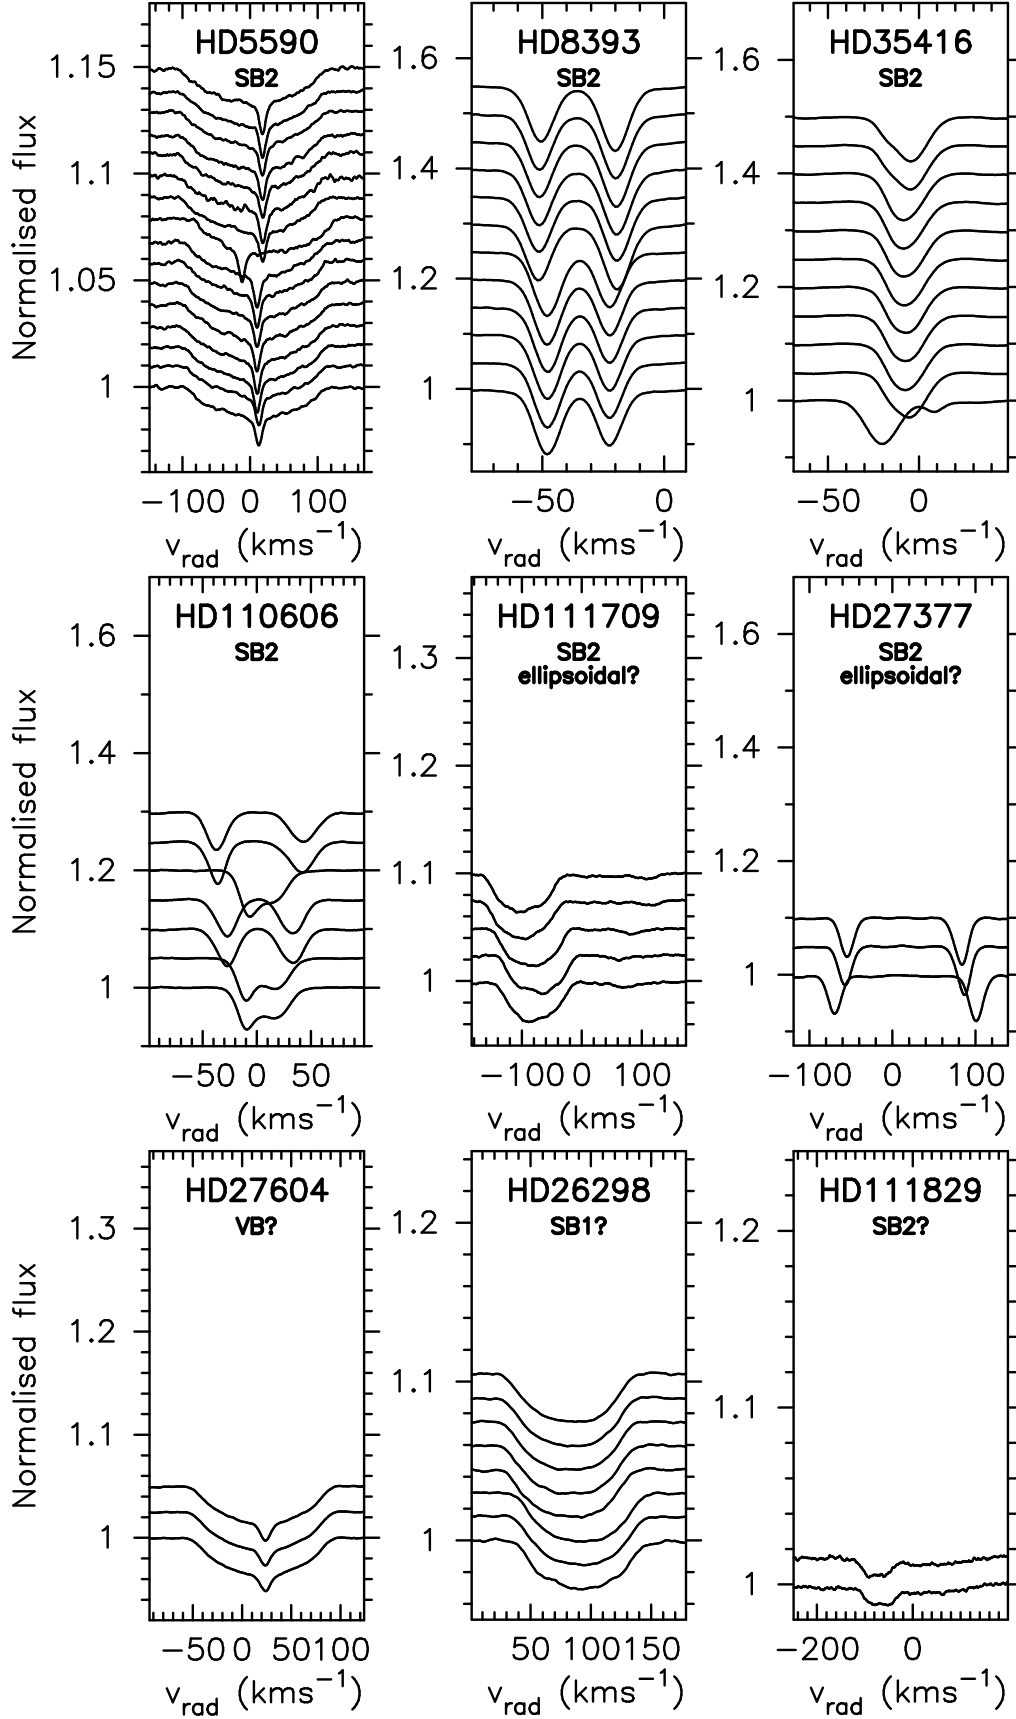 HD5590
SB2
HD8393
SB2
HD35416
SB2
Normalised flux
1.15
1.1
1.05
1
1.6
1.4
1.2
1
1.6
1.4
1.2
1
−100 0 100
−50 0
−50 0
v_rad (kms^−1)
v_rad (kms^−1)
v_rad (kms^−1)
HD110606
SB2
HD111709
SB2
ellipsoidal?
HD27377
SB2
ellipsoidal?
Normalised flux
1.6
1.4
1.2
1
1.3
1.2
1.1
1
1.6
1.4
1.2
1
−50 0 50
−100 0 100
−100 0 100
v_rad (kms^−1)
v_rad (kms^−1)
v_rad (kms^−1)
HD27604
VB?
HD26298
SB1?
HD111829
SB2?
Normalised flux
1.3
1.2
1.1
1
1.2
1.1
1
1.2
1.1
1
−50 0 50 100
50 100 150
−200 0
v_rad (kms^−1)
v_rad (kms^−1)
v_rad (kms^−1)